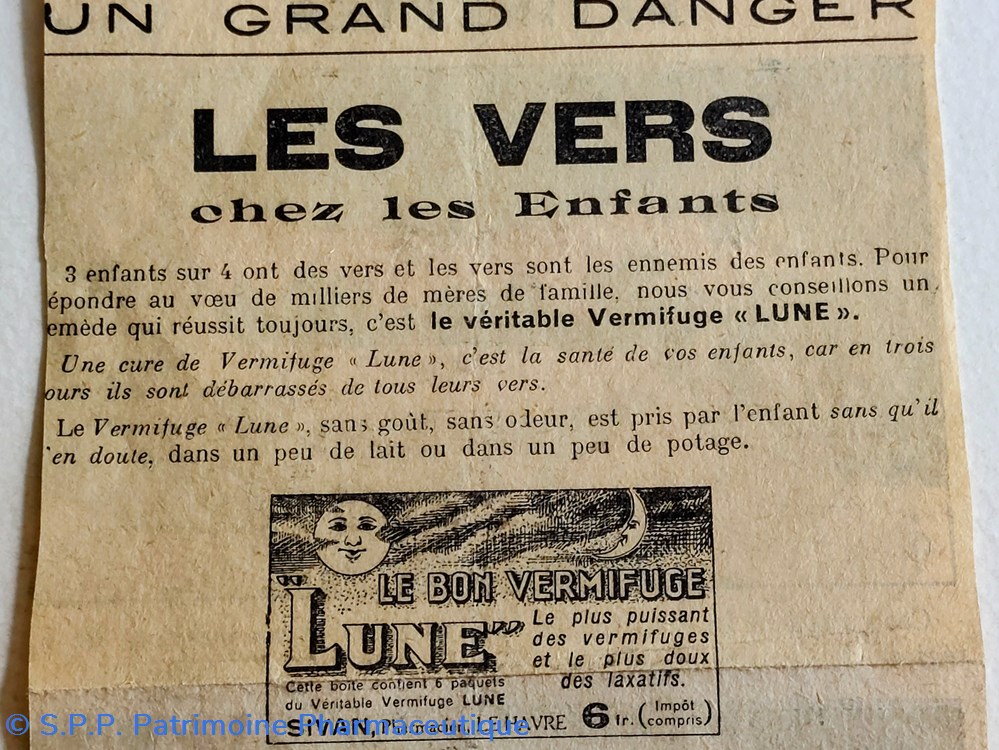 UN GRAND DANGER
LES VERS
chez les Enfants
3 enfants sur 4 ont des vers et les vers sont les ennemis des enfants. Pour
épondre au vœu de milliers de mères de famille, nous vous conseillons un
emède qui réussit toujours, c'est le véritable Vermifuge « LUNE ».
Une cure de Vermifuge « Lune », c'est la santé de vos enfants, car en trois
ours ils sont débarrassés de tous leurs vers.
Le Vermifuge « Lune », sans goût, sans odeur, est pris par l'enfant sans qu'il
'en doute, dans un peu de lait ou dans un peu de potage.
LE BON VERMIFUGE
"LUNE"
Le plus puissant
des vermifuges
et le plus doux
des laxatifs.
Cette boîte contient 6 paquets
du Véritable Vermifuge LUNE
SIVAN, Pharmacien, LE HAVRE 6 fr. (Impôt compris)
© S.P.P. Patrimoine Pharmaceutique